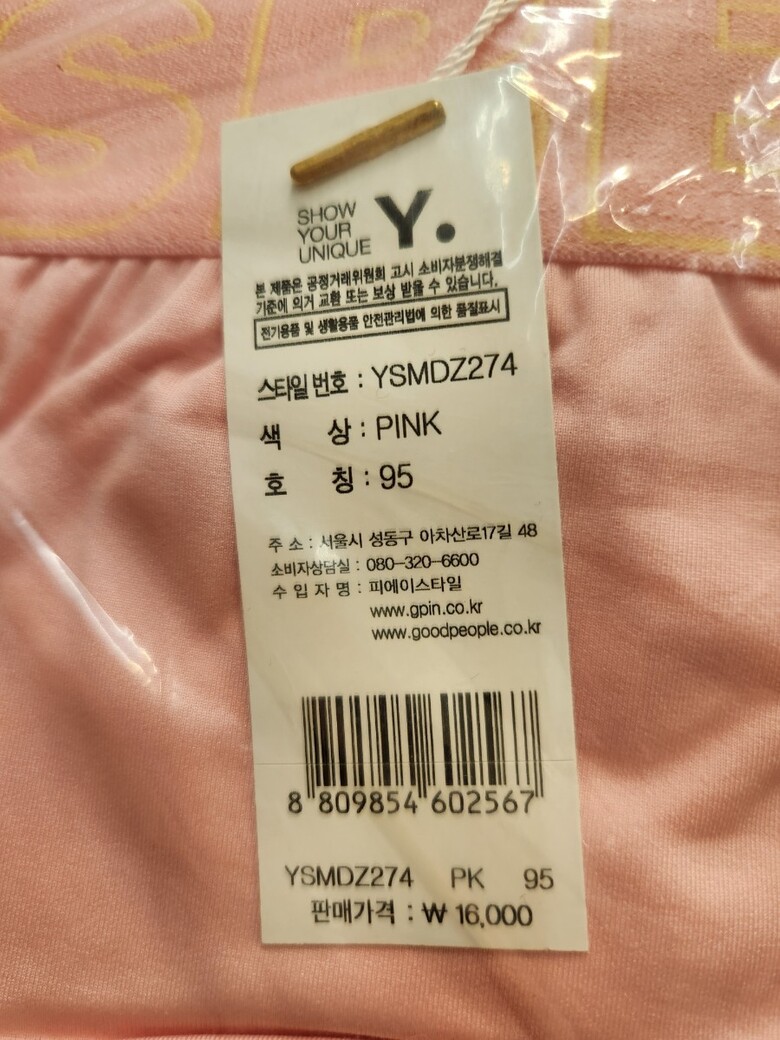 SHOW
YOUR
UNIQUE
Y.
본 제품은 공정거래위원회 고시 소비자분쟁해결
기준에 의거 교환 또는 보상 받을 수 있습니다.
전기용품 및 생활용품 안전관리법에 의한 품질표시
스타일번호 : YSMDZ274
색 상 : PINK
호 칭 : 95
주 소 : 서울시 성동구 아차산로17길 48
소비자상담실 : 080-320-6600
수 입 자 명 : 피에이스타일
www.gpin.co.kr
www.goodpeople.co.kr
8 809854 602567
YSMDZ274 PK 95
판매가격 : ₩ 16,000